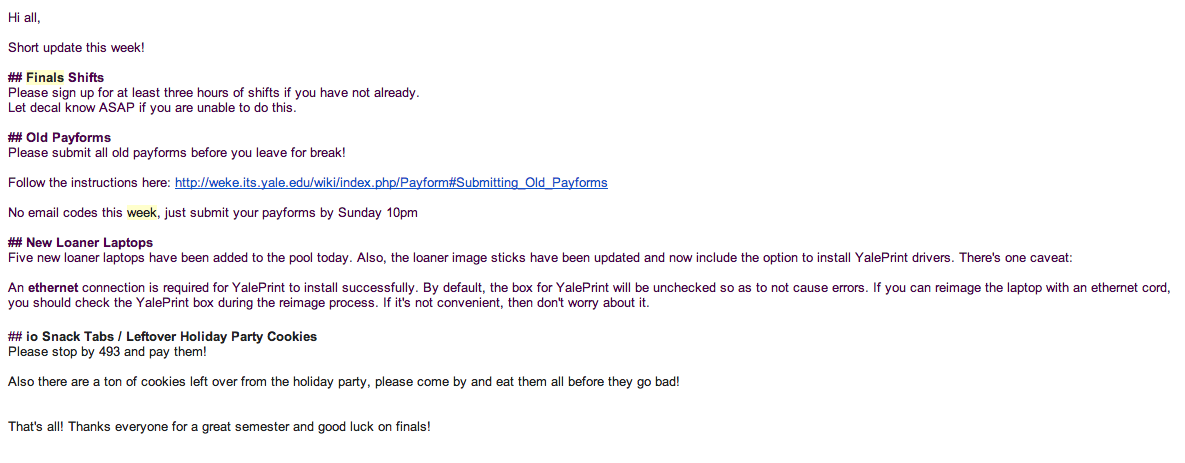 Hi all,
Short update this week!
## Finals Shifts
Please sign up for at least three hours of shifts if you have not already.
Let decal know ASAP if you are unable to do this.
## Old Payforms
Please submit all old payforms before you leave for break!
Follow the instructions here: http://weke.its.yale.edu/wiki/index.php/Payform#Submitting_Old_Payforms
No email codes this week, just submit your payforms by Sunday 10pm
## New Loaner Laptops
Five new loaner laptops have been added to the pool today. Also, the loaner image sticks have been updated and now include the option to install YalePrint drivers. There's one caveat:
An ethernet connection is required for YalePrint to install successfully. By default, the box for YalePrint will be unchecked so as to not cause errors. If you can reimage the laptop with an ethernet cord,
you should check the YalePrint box during the reimage process. If it's not convenient, then don't worry about it.
## io Snack Tabs / Leftover Holiday Party Cookies
Please stop by 493 and pay them!
Also there are a ton of cookies left over from the holiday party, please come by and eat them all before they go bad!
That's all! Thanks everyone for a great semester and good luck on finals!